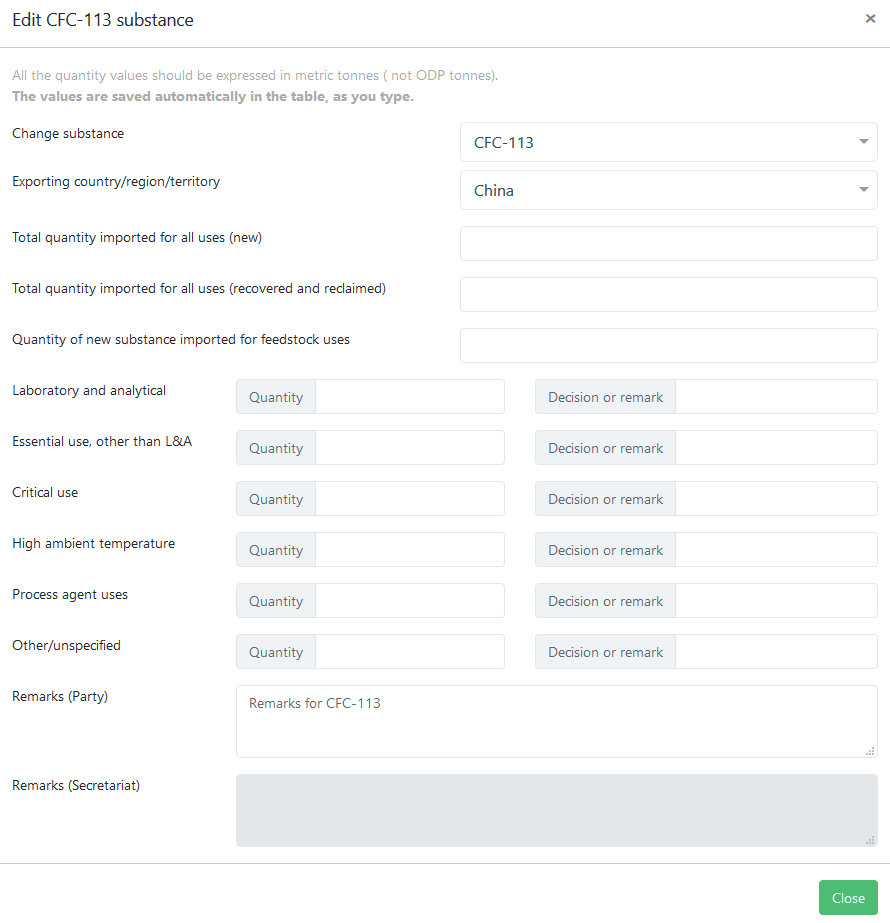 Edit CFC-113 substance ×
All the quantity values should be expressed in metric tonnes ( not ODP tonnes).
The values are saved automatically in the table, as you type.
Change substance CFC-113
Exporting country/region/territory China
Total quantity imported for all uses (new)
Total quantity imported for all uses (recovered and reclaimed)
Quantity of new substance imported for feedstock uses
Laboratory and analytical Quantity Decision or remark
Essential use, other than L&A Quantity Decision or remark
Critical use Quantity Decision or remark
High ambient temperature Quantity Decision or remark
Process agent uses Quantity Decision or remark
Other/unspecified Quantity Decision or remark
Remarks (Party) Remarks for CFC-113
Remarks (Secretariat)
Close